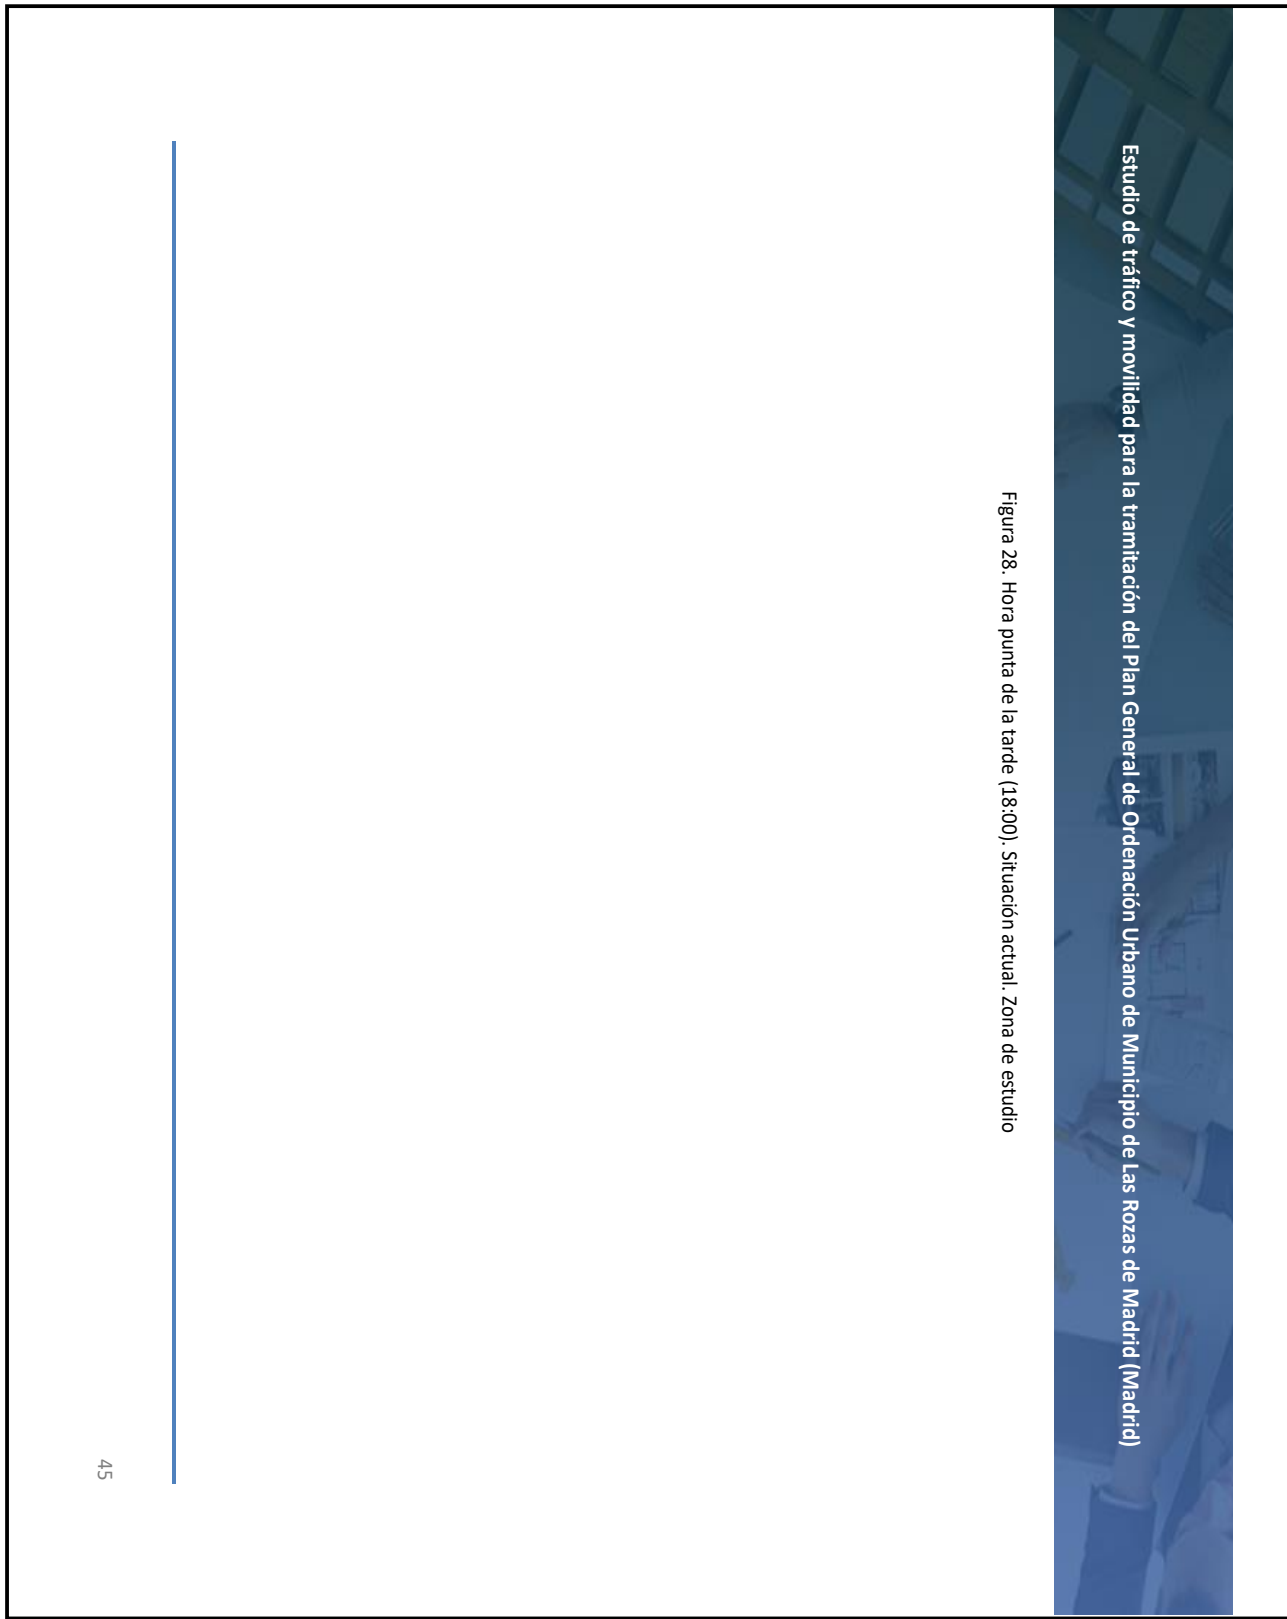 Estudio de tráfico y movilidad para la tramitación del Plan General de Ordenación Urbano de Municipio de Las Rozas de Madrid (Madrid)
Figura 28. Hora punta de la tarde (18:00). Situación actual. Zona de estudio
45